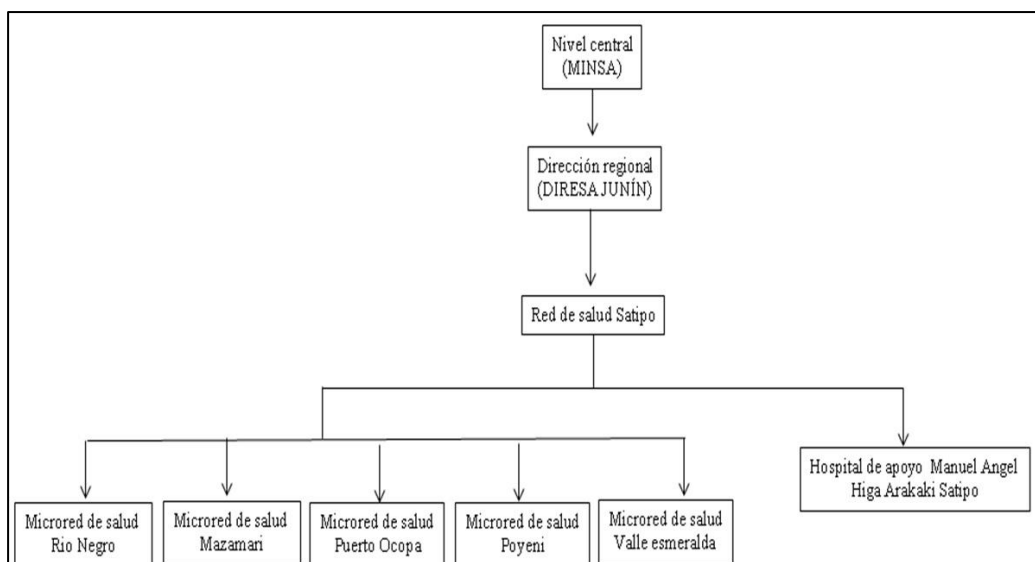 Nivel central
(MINSA)
Dirección regional
(DIRESA JUNÍN)
Red de salud Satipo
Hospital de apoyo Manuel Angel
Higa Arakaki Satipo
Microred de salud
Rio Negro
Microred de salud
Mazamari
Microred de salud
Puerto Ocopa
Microred de salud
Poyeni
Microred de salud
Valle esmeralda